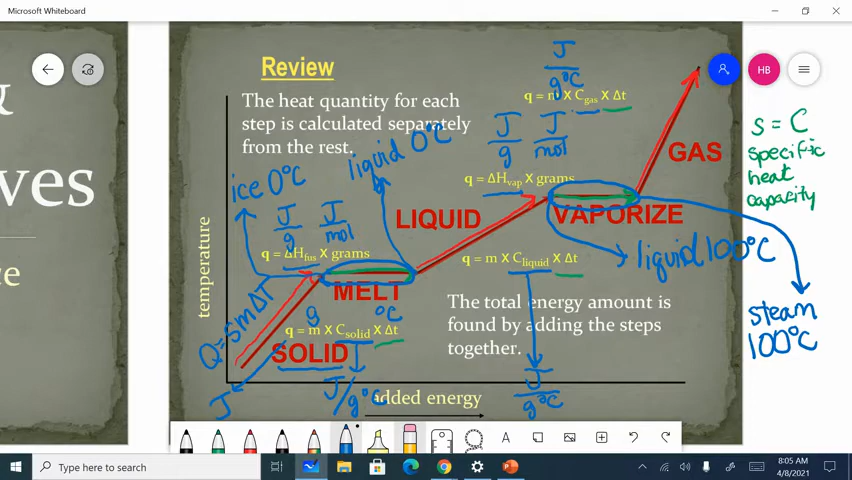 Microsoft Whiteboard
&
ves
e
Review
The heat quantity for each
step is calculated separately
from the rest.
J
g°C
q = m X Cgas X Δt
HB
s = C
specific
heat
capacity
J
g
J
mol
liquid 0°C
ice 0°C
GAS
q = ΔHvap X grams
J
g
J
mol
LIQUID
VAPORIZE
q = ΔHfus X grams
q = m X Cliquid X Δt
liquid 100°C
temperature
MELT
The total energy amount is
found by adding the steps
together.
steam
100°C
Q=SmΔT
g
°C
q = m X Csolid X Δt
SOLID
J
J/g°C
J
g°C
added energy
A
Type here to search
8:05 AM
4/8/2021